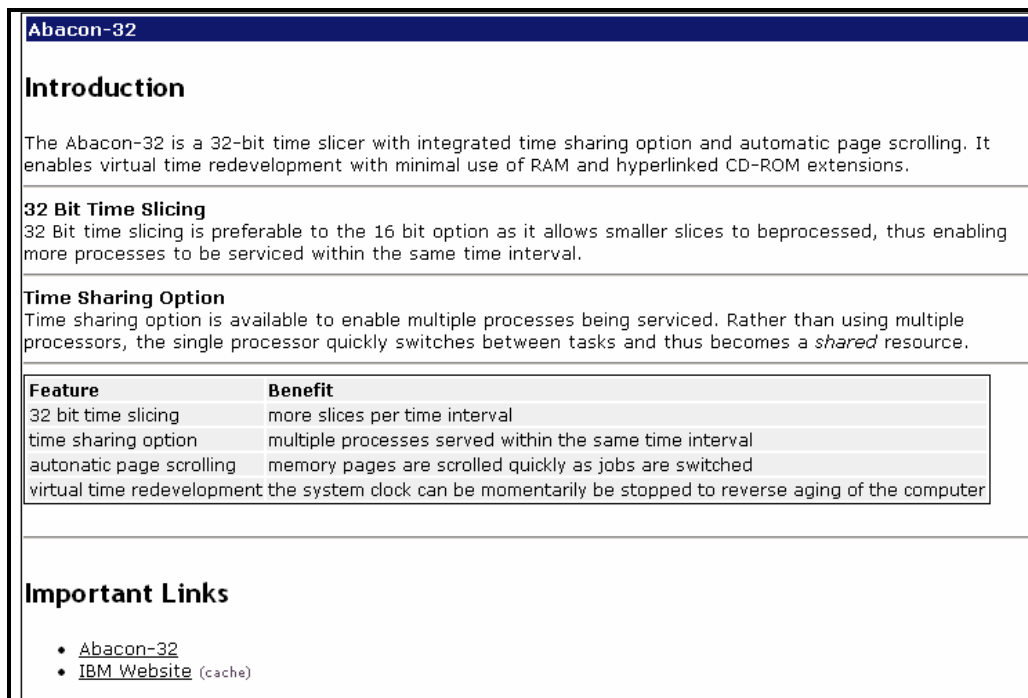 Abacon-32
Introduction
The Abacon-32 is a 32-bit time slicer with integrated time sharing option and automatic page scrolling. It
enables virtual time redevelopment with minimal use of RAM and hyperlinked CD-ROM extensions.
32 Bit Time Slicing
32 Bit time slicing is preferable to the 16 bit option as it allows smaller slices to beprocessed, thus enabling
more processes to be serviced within the same time interval.
Time Sharing Option
Time sharing option is available to enable multiple processes being serviced. Rather than using multiple
processors, the single processor quickly switches between tasks and thus becomes a shared resource.
Feature Benefit
32 bit time slicing more slices per time interval
time sharing option multiple processes served within the same time interval
autonatic page scrolling memory pages are scrolled quickly as jobs are switched
virtual time redevelopment the system clock can be momentarily be stopped to reverse aging of the computer
Important Links
• Abacon-32
• IBM Website (cache)